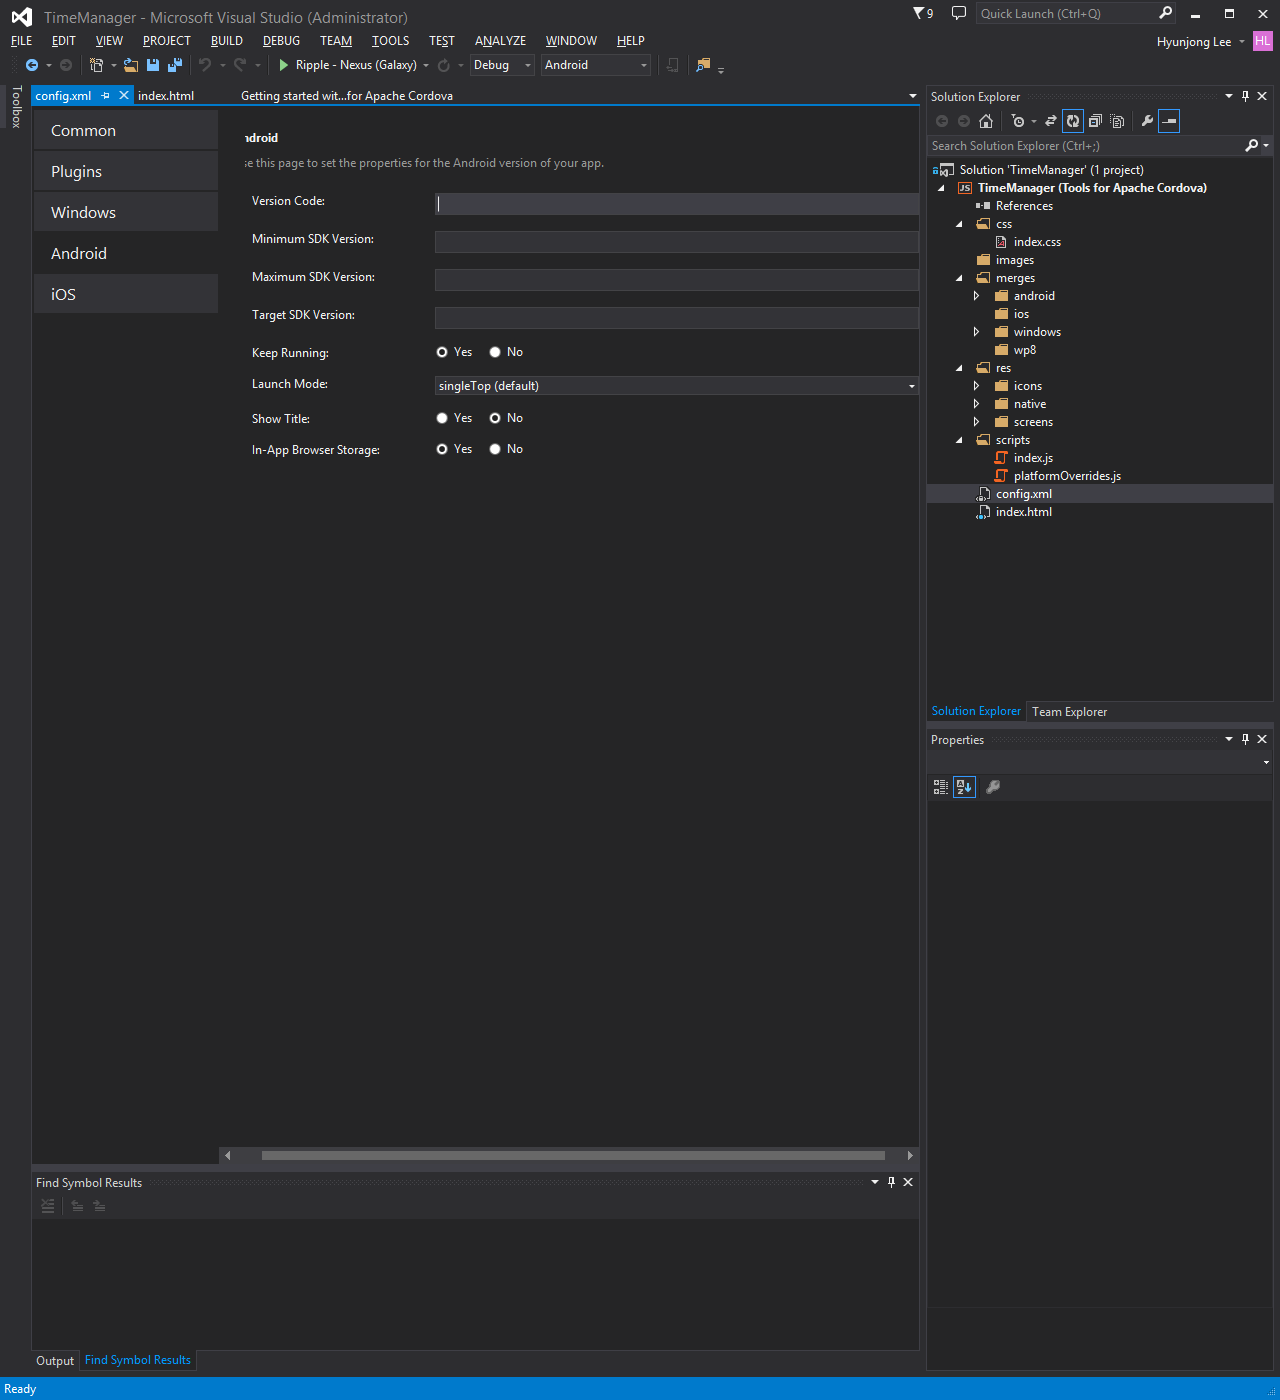 TimeManager - Microsoft Visual Studio (Administrator)
9
Quick Launch (Ctrl+Q)
FILE EDIT VIEW PROJECT BUILD DEBUG TEAM TOOLS TEST ANALYZE WINDOW HELP
Hyunjong Lee HL
Ripple - Nexus (Galaxy) Debug Android
Toolbox
config.xml index.html Getting started wit...for Apache Cordova
Common
Plugins
Windows
Android
iOS
ndroid
se this page to set the properties for the Android version of your app.
Version Code:
Minimum SDK Version:
Maximum SDK Version:
Target SDK Version:
Keep Running: Yes No
Launch Mode: singleTop (default)
Show Title: Yes No
In-App Browser Storage: Yes No
Solution Explorer
Search Solution Explorer (Ctrl+;)
Solution 'TimeManager' (1 project)
JS TimeManager (Tools for Apache Cordova)
References
css
index.css
images
merges
android
ios
windows
wp8
res
icons
native
screens
scripts
index.js
platformOverrides.js
config.xml
index.html
Solution Explorer Team Explorer
Properties
Find Symbol Results
Output Find Symbol Results
Ready